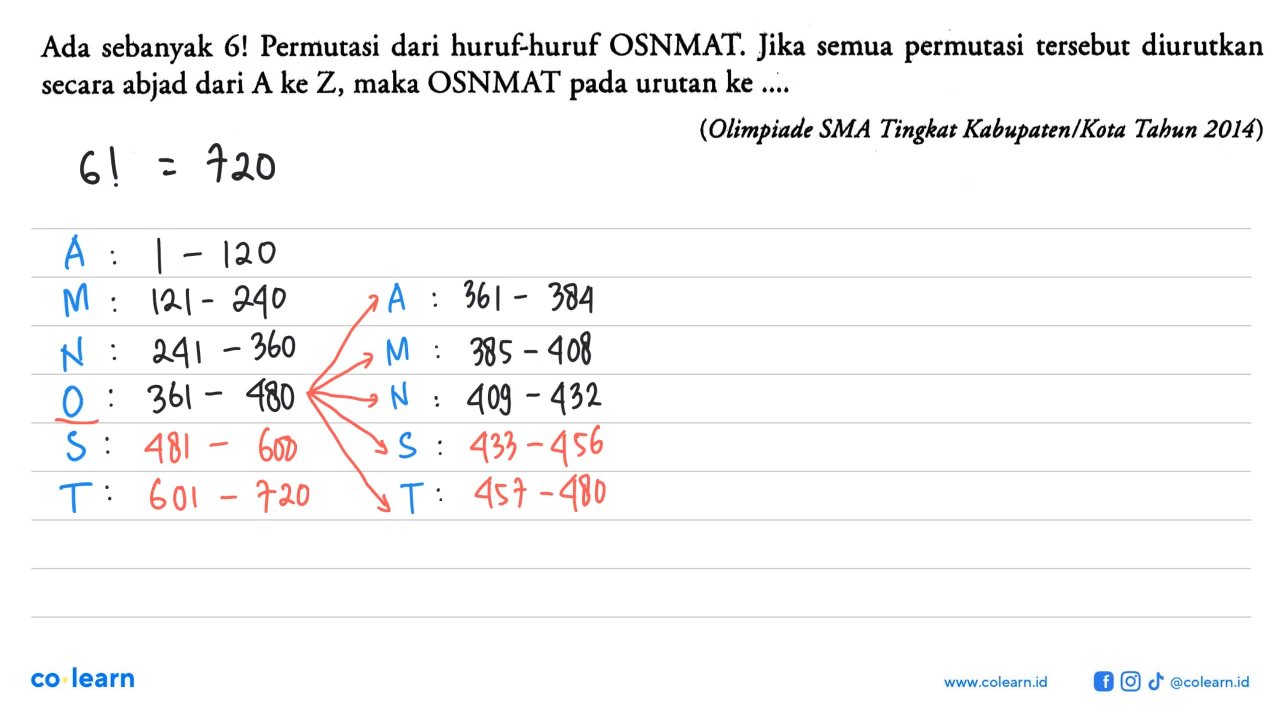 Ada sebanyak 6! Permutasi dari huruf-huruf OSNMAT. Jika semua permutasi tersebut diurutkan
secara abjad dari A ke Z, maka OSNMAT pada urutan ke ....
(Olimpiade SMA Tingkat Kabupaten/Kota Tahun 2014)
6! = 720
A : 1 - 120
M : 121 - 240 A : 361 - 384
N : 241 - 360 M : 385 - 408
O : 361 - 480 N : 409 - 432
S : 481 - 600 S : 433 - 456
T : 601 - 720 T : 457 - 480
co learn www.colearn.id @colearn.id